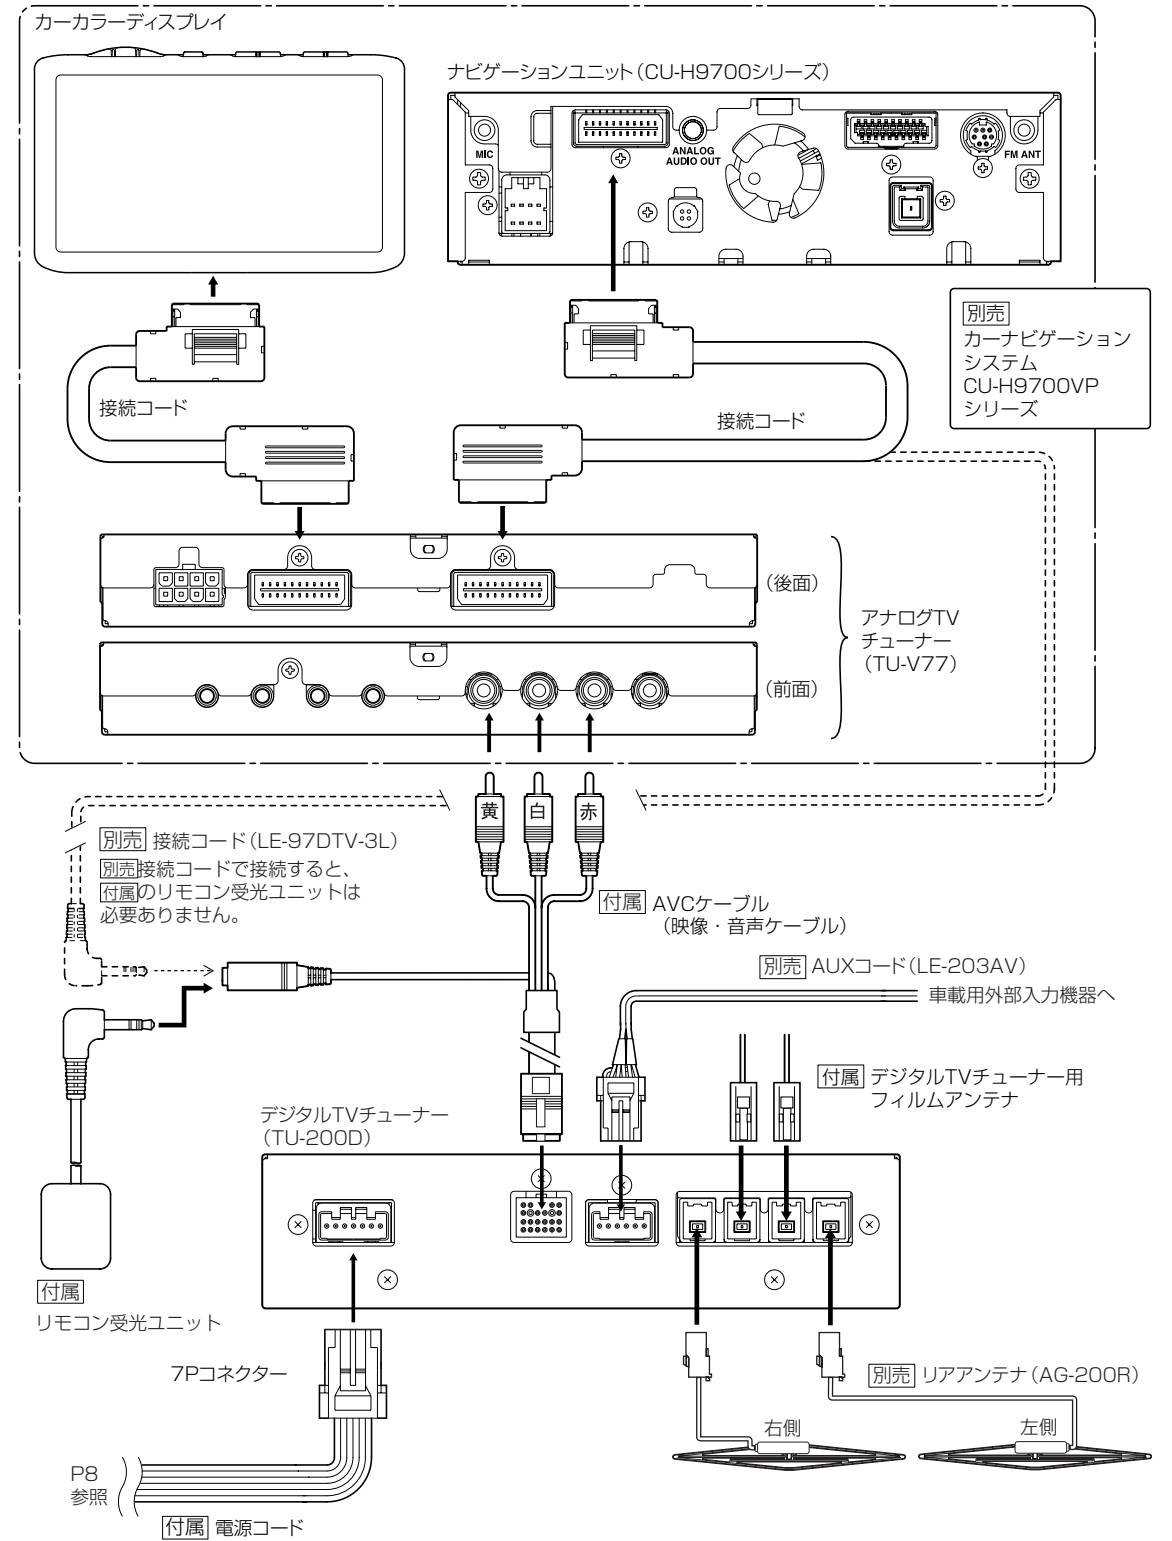 カーカラーディスプレイ
ナビゲーションユニット(CU-H9700シリーズ)
MIC
ANALOG
AUDIO OUT
FM ANT
別売
カーナビゲーション
システム
CU-H9700VP
シリーズ
接続コード
接続コード
(後面)
アナログTV
チューナー
(TU-V77)
(前面)
黄
白
赤
別売 接続コード(LE-97DTV-3L)
別売接続コードで接続すると、
付属のリモコン受光ユニットは
必要ありません。
付属 AVCケーブル
(映像・音声ケーブル)
別売 AUXコード(LE-203AV)
車載用外部入力機器へ
付属 デジタルTVチューナー用
フィルムアンテナ
デジタルTVチューナー
(TU-200D)
付属
リモコン受光ユニット
7Pコネクター
別売 リアアンテナ(AG-200R)
右側
左側
P8
参照
付属 電源コード